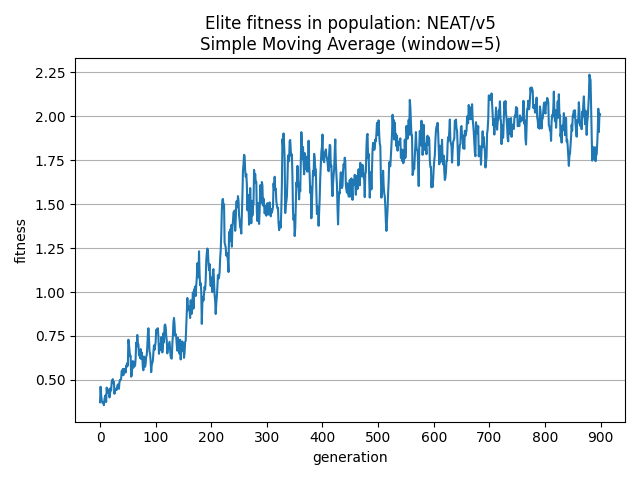 Elite fitness in population: NEAT/v5
Simple Moving Average (window=5)
2.25
2.00
1.75
1.50
1.25
1.00
0.75
0.50
fitness
0 100 200 300 400 500 600 700 800 900
generation